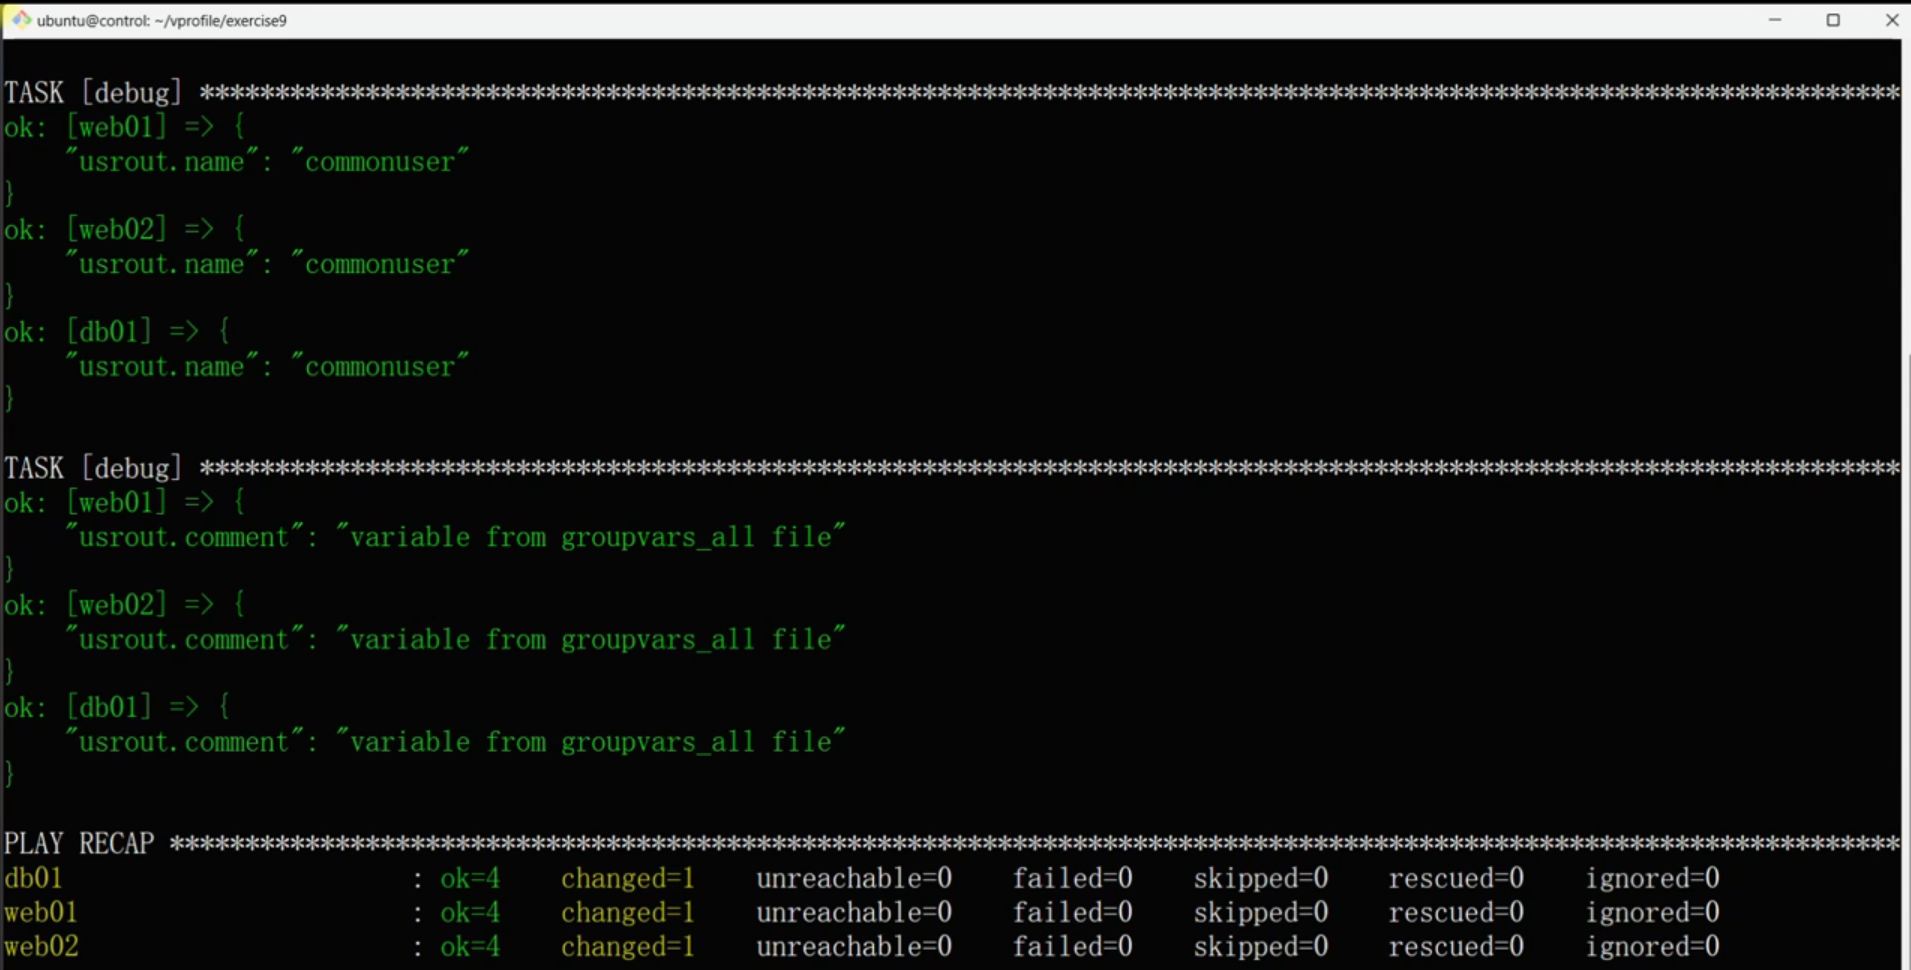 ubuntu@control: ~/vprofile/exercise9
TASK [debug] *****************************************************************************************************************
ok: [web01] => {
    "usrout.name": "commonuser"
}
ok: [web02] => {
    "usrout.name": "commonuser"
}
ok: [db01] => {
    "usrout.name": "commonuser"
}
TASK [debug] *****************************************************************************************************************
ok: [web01] => {
    "usrout.comment": "variable from groupvars_all file"
}
ok: [web02] => {
    "usrout.comment": "variable from groupvars_all file"
}
ok: [db01] => {
    "usrout.comment": "variable from groupvars_all file"
}
PLAY RECAP *******************************************************************************************************************
db01                       : ok=4    changed=1    unreachable=0    failed=0    skipped=0    rescued=0    ignored=0
web01                      : ok=4    changed=1    unreachable=0    failed=0    skipped=0    rescued=0    ignored=0
web02                      : ok=4    changed=1    unreachable=0    failed=0    skipped=0    rescued=0    ignored=0